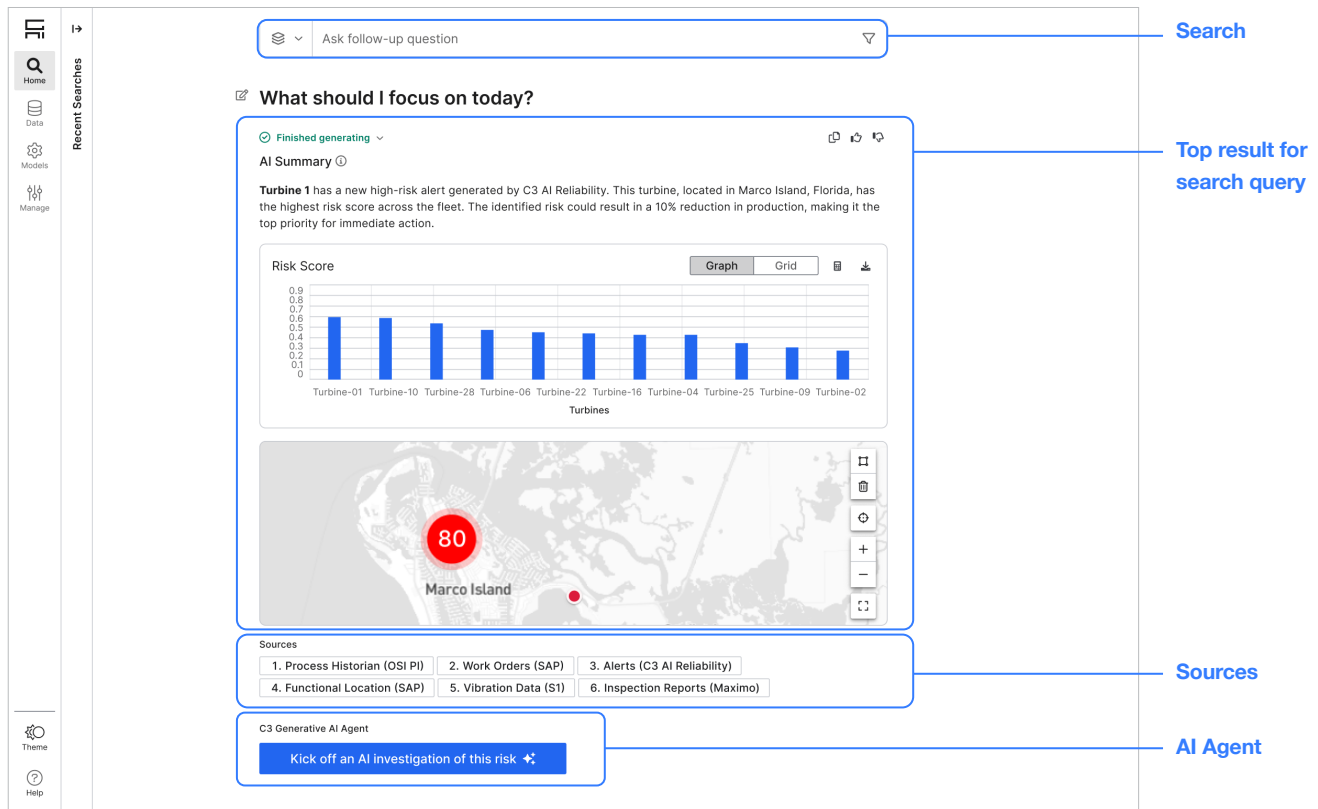 Search
Ask follow-up question
Home
Data
Models
Manage
Theme
Help
Recent Searches
What should I focus on today?
Finished generating
AI Summary
Turbine 1 has a new high-risk alert generated by C3 AI Reliability. This turbine, located in Marco Island, Florida, has
the highest risk score across the fleet. The identified risk could result in a 10% reduction in production, making it the
top priority for immediate action.
Top result for
search query
Risk Score
Graph Grid
0.9
0.8
0.7
0.6
0.5
0.4
0.3
0.2
0.1
0
Turbine-01 Turbine-10 Turbine-28 Turbine-06 Turbine-22 Turbine-16 Turbine-04 Turbine-25 Turbine-09 Turbine-02
Turbines
80
Marco Island
Sources
1. Process Historian (OSI PI) 2. Work Orders (SAP) 3. Alerts (C3 AI Reliability)
4. Functional Location (SAP) 5. Vibration Data (S1) 6. Inspection Reports (Maximo)
Sources
C3 Generative AI Agent
Kick off an AI investigation of this risk
AI Agent